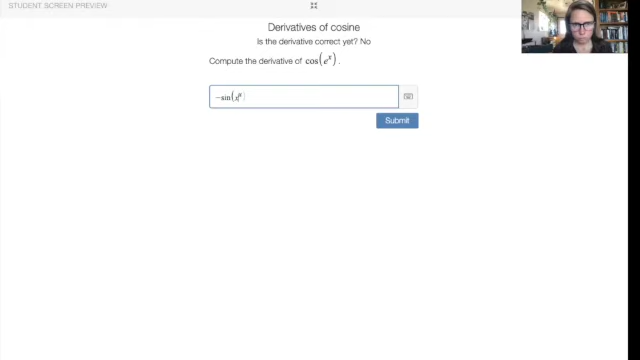 STUDENT SCREEN PREVIEW
Derivatives of cosine
Is the derivative correct yet? No
Compute the derivative of cos(
−sin(
Submit